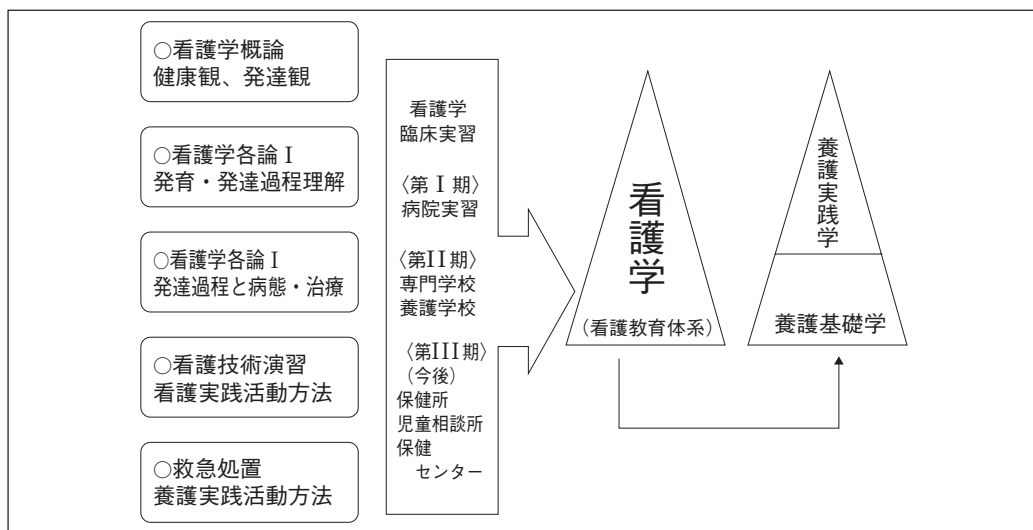 ○看護学概論
健康観、発達観
○看護学各論Ⅰ
発育・発達過程理解
○看護学各論Ⅰ
発達過程と病態・治療
○看護技術演習
看護実践活動方法
○救急処置
養護実践活動方法
看護学
臨床実習
〈第Ⅰ期〉
病院実習
〈第II期〉
専門学校
養護学校
〈第III期〉
（今後）
保健所
児童相談所
保健
センター
看護学
（看護教育体系）
養護実践学
養護基礎学